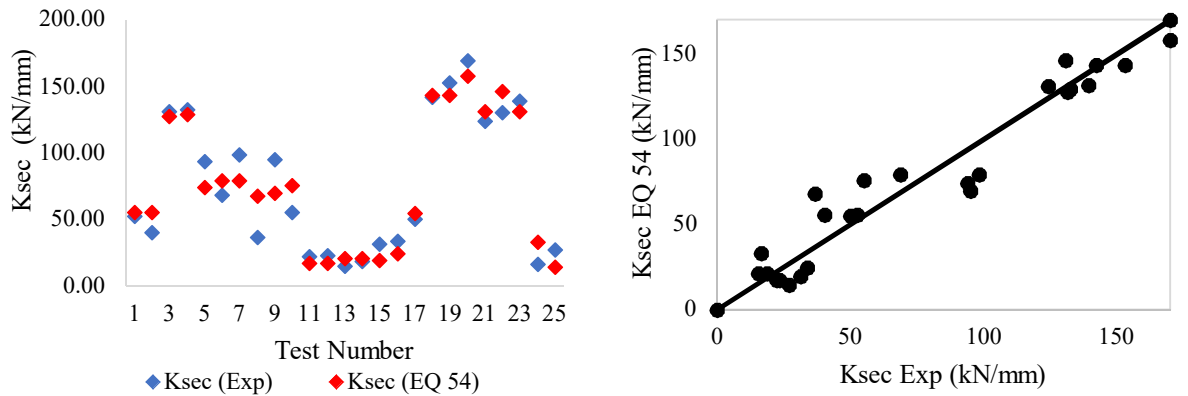 200.00
150.00
100.00
50.00
0.00
Ksec (kN/mm)
1 3 5 7 9 11 13 15 17 19 21 23 25
Test Number
Ksec (Exp) Ksec (EQ 54)
150
100
50
0
Ksec EQ 54 (kN/mm)
0 50 100 150
Ksec Exp (kN/mm)